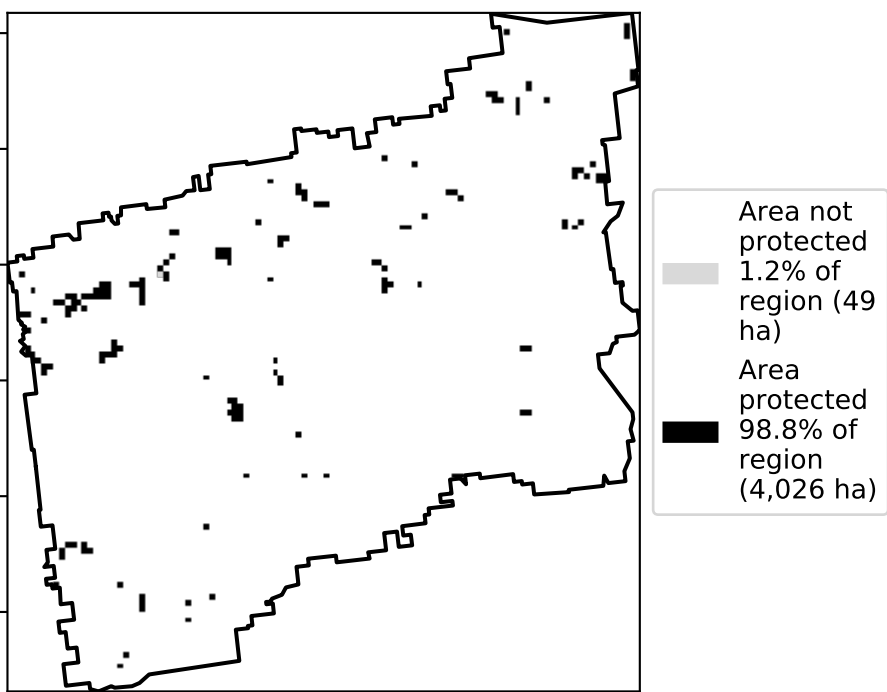 Area not
protected
1.2% of
region (49
ha)
Area
protected
98.8% of
region
(4,026 ha)